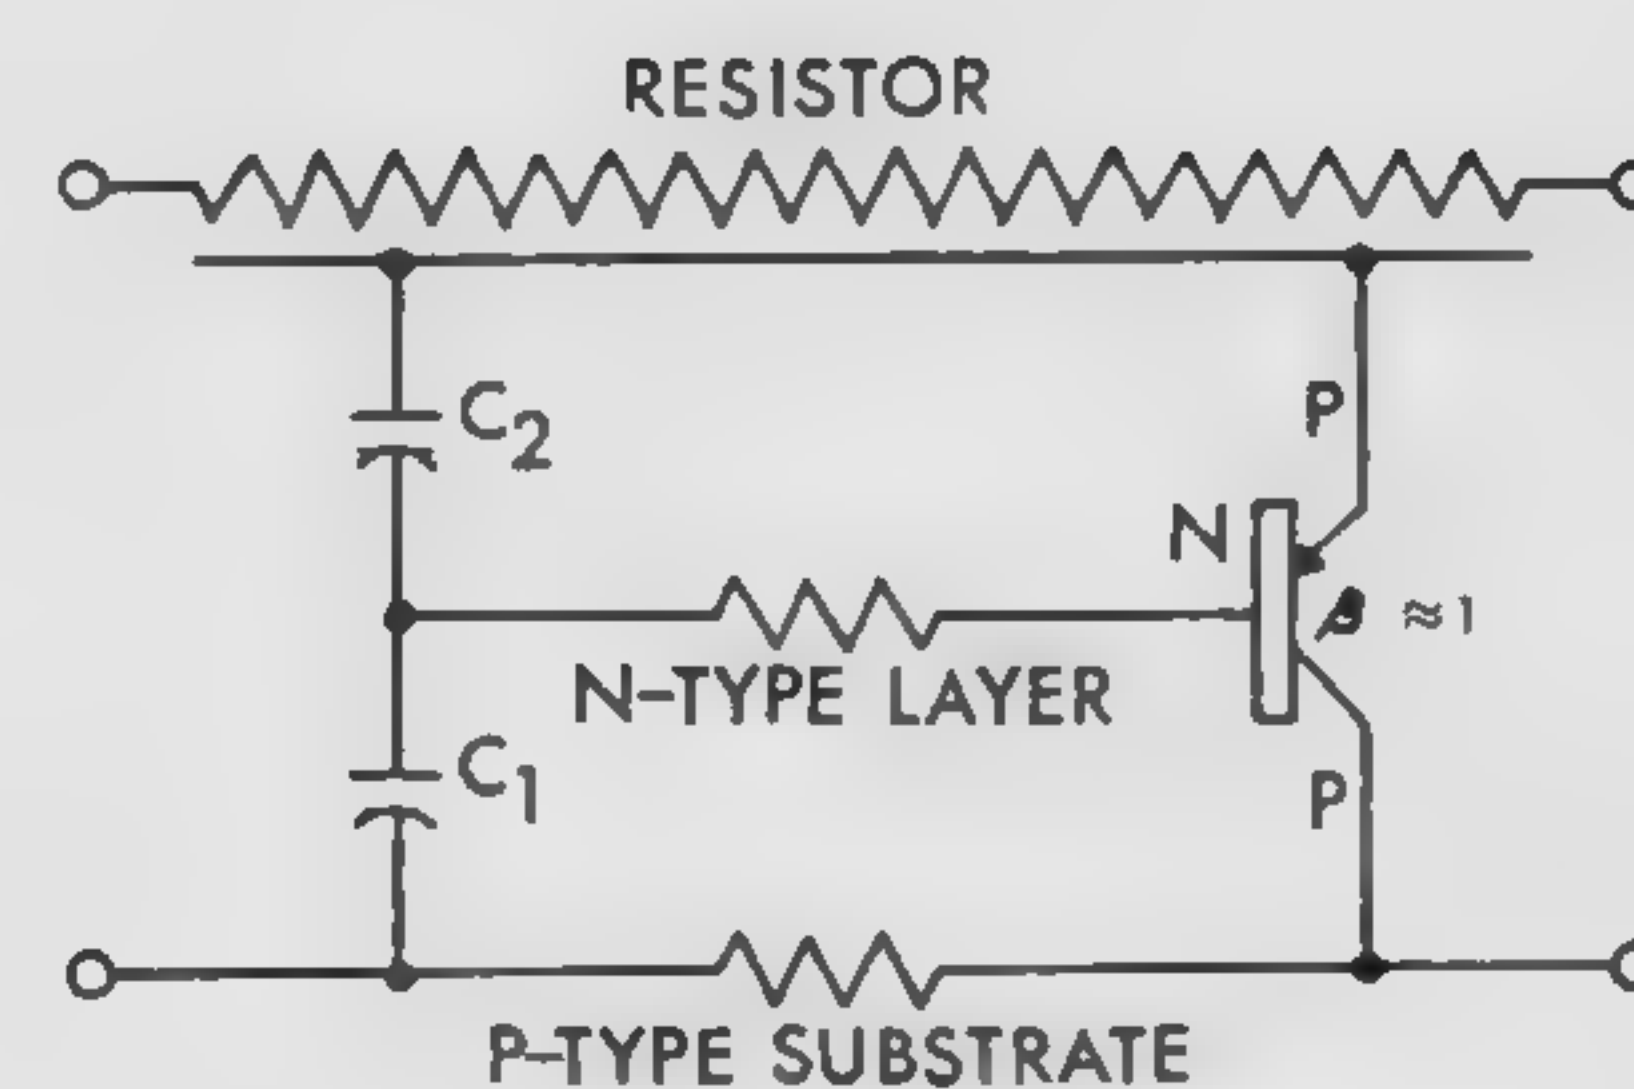 RESISTOR
C2
P
N
β ≈ 1
N-TYPE LAYER
C1
P
P-TYPE SUBSTRATE